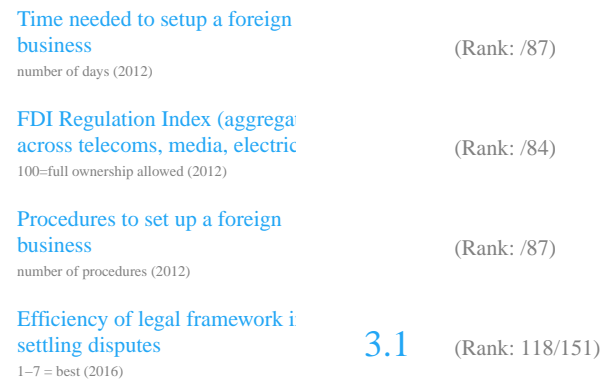 Time needed to setup a foreign
business
(Rank: /87)
number of days (2012)
FDI Regulation Index
across telecoms, media,
(Rank: /84)
100=full ownership allowed (2012)
Procedures to set up a foreign
business
(Rank: /87)
number of procedures (2012)
Efficiency of legal framework
settling disputes
3.1 (Rank: 118/151)
1–7 = best (2016)